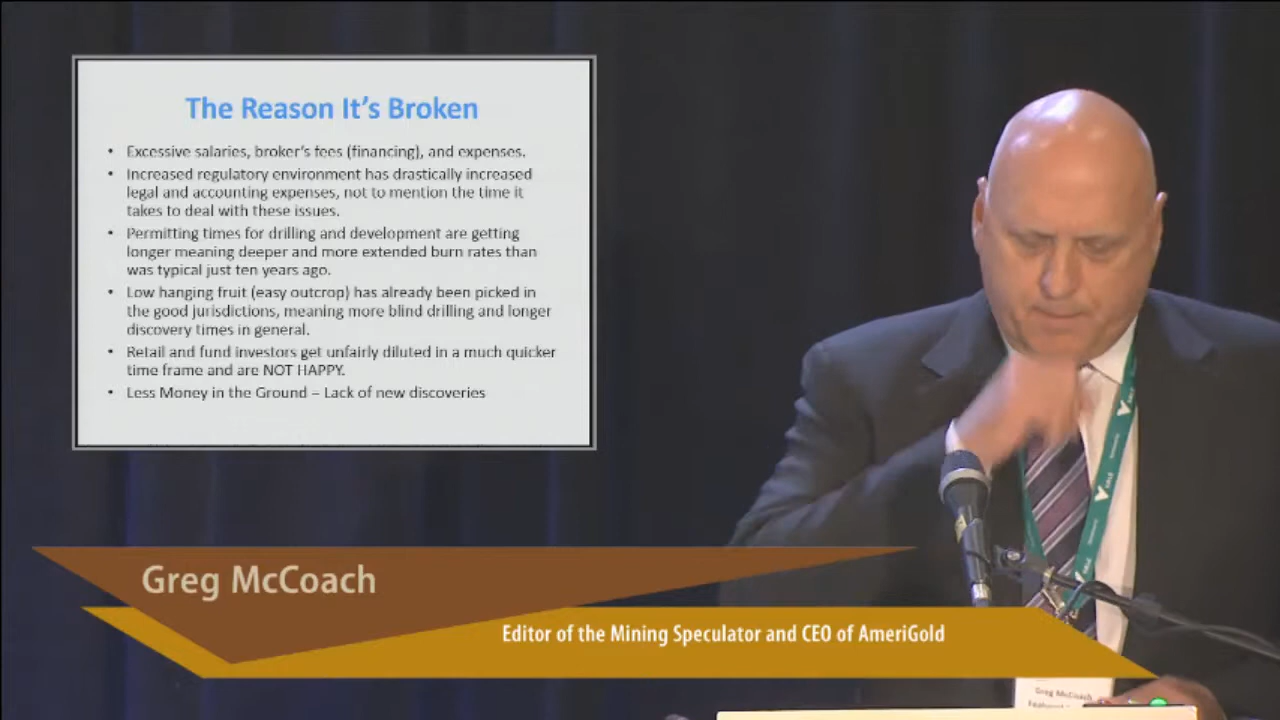 The Reason It's Broken
• Excessive salaries, broker's fees (financing), and expenses.
• Increased regulatory environment has drastically increased
legal and accounting expenses, not to mention the time it
takes to deal with these issues.
• Permitting times for drilling and development are getting
longer meaning deeper and more extended burn rates than
was typical just ten years ago.
• Low hanging fruit (easy outcrop) has already been picked in
the good jurisdictions, meaning more blind drilling and longer
discovery times in general.
• Retail and fund investors get unfairly diluted in a much quicker
time frame and are NOT HAPPY.
• Less Money in the Ground – Lack of new discoveries
Greg McCoach
Editor of the Mining Speculator and CEO of AmeriGold
VALE
Greg McCoach